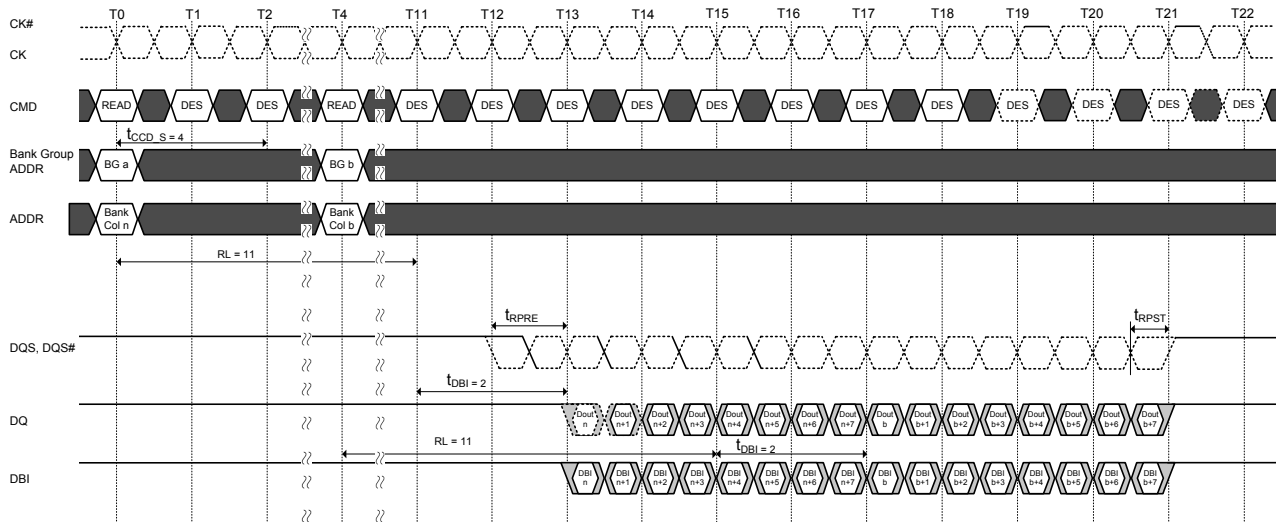 T0 T1 T2 T4 T11 T12 T13 T14 T15 T16 T17 T18 T19 T20 T21 T22
CK#
CK
CMD READ DES DES READ DES DES DES DES DES DES DES DES DES DES DES DES
tCCD_S = 4
Bank Group
ADDR
BG a BG b
ADDR
Bank
Col n
Bank
Col b
RL = 11
tRPRE tRPST
DQS, DQS#
tDBI = 2
DQ
Dout
n
Dout
n+1
Dout
n+2
Dout
n+3
Dout
n+4
Dout
n+5
Dout
n+6
Dout
n+7
Dout
b
Dout
b+1
Dout
b+2
Dout
b+3
Dout
b+4
Dout
b+5
Dout
b+6
Dout
b+7
RL = 11 tDBI = 2
DBI
DBI
n
DBI
n+1
DBI
n+2
DBI
n+3
DBI
n+4
DBI
n+5
DBI
n+6
DBI
n+7
DBI
b
DBI
b+1
DBI
b+2
DBI
b+3
DBI
b+4
DBI
b+5
DBI
b+6
DBI
b+7